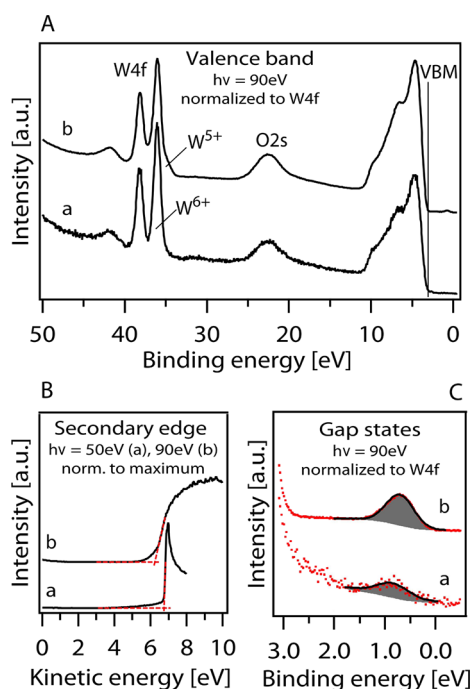 A
Valence band
hν = 90eV
normalized to W4f
W4f
VBM
b
W5+
O2s
a
W6+
Intensity [a.u.]
50 40 30 20 10 0
Binding energy [eV]
B
Secondary edge
hν = 50eV (a), 90eV (b)
norm. to maximum
b
a
Intensity [a.u.]
0 2 4 6 8 10
Kinetic energy [eV]
C
Gap states
hν = 90eV
normalized to W4f
b
a
Intensity [a.u.]
3.0 2.0 1.0 0.0
Binding energy [eV]